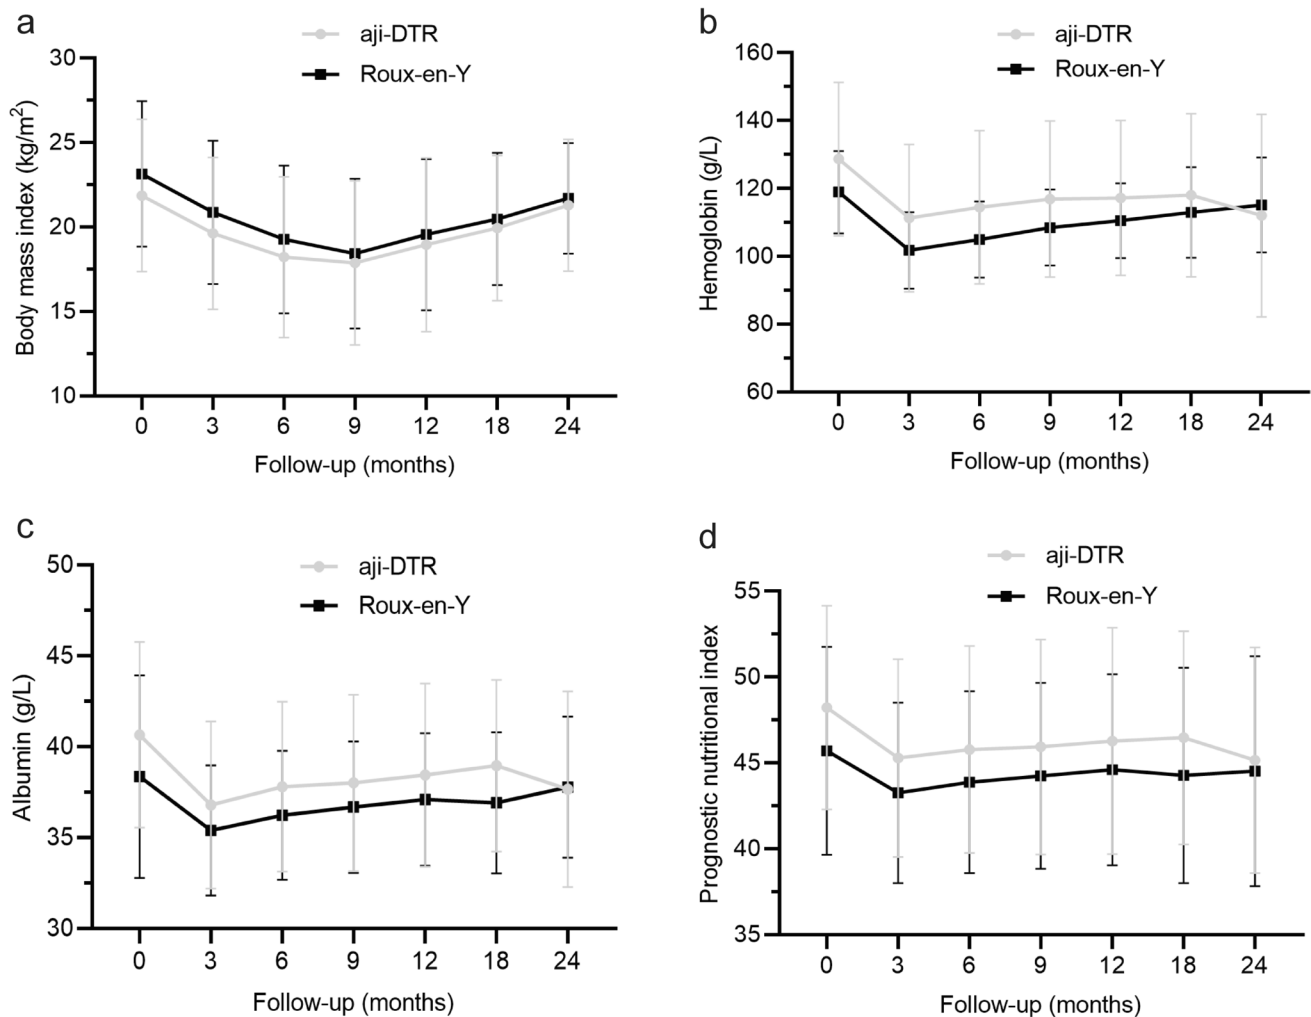 a
aji-DTR
Roux-en-Y
Body mass index (kg/m²)
30
25
20
15
10
0 3 6 9 12 18 24
Follow-up (months)
b
aji-DTR
Roux-en-Y
Hemoglobin (g/L)
160
140
120
100
80
60
0 3 6 9 12 18 24
Follow-up (months)
c
aji-DTR
Roux-en-Y
Albumin (g/L)
50
45
40
35
30
0 3 6 9 12 18 24
Follow-up (months)
d
aji-DTR
Roux-en-Y
Prognostic nutritional index
55
50
45
40
35
0 3 6 9 12 18 24
Follow-up (months)